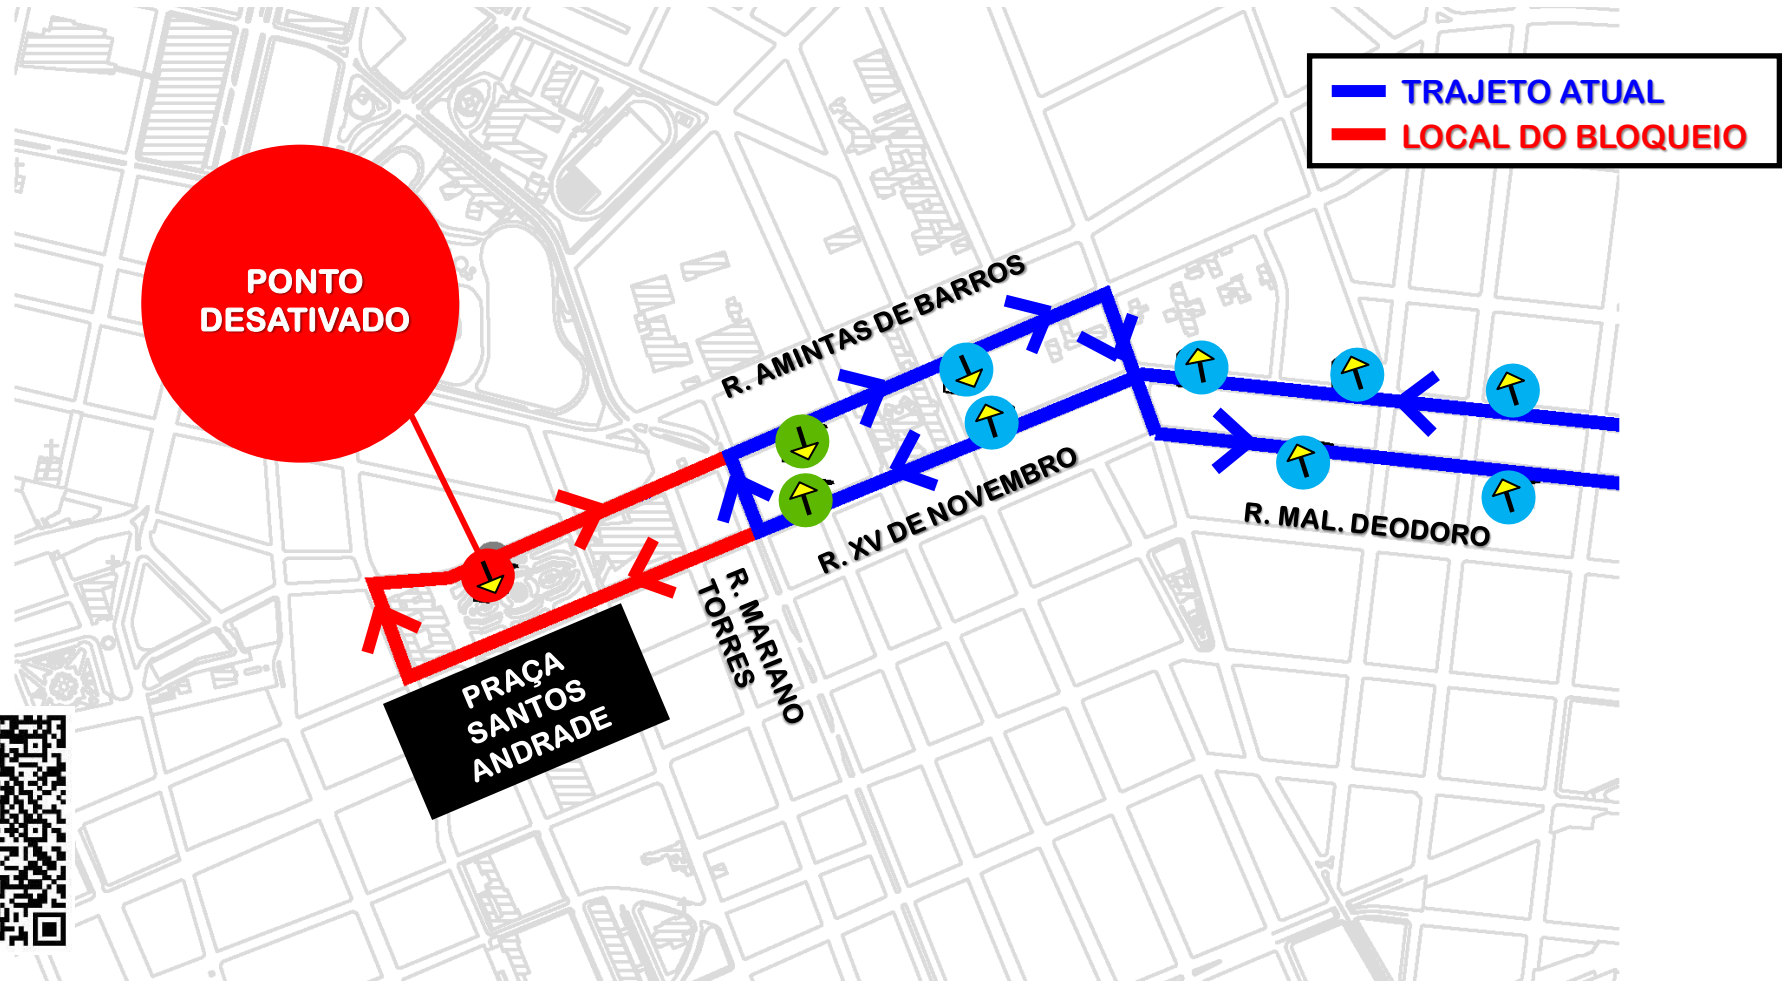 TRAJETO ATUAL
LOCAL DO BLOQUEIO
PONTO
DESATIVADO
R. AMINTAS DE BARROS
R. XV DE NOVEMBRO
R. MAL. DEODORO
R. MARIANO
TORRES
PRAÇA
SANTOS
ANDRADE